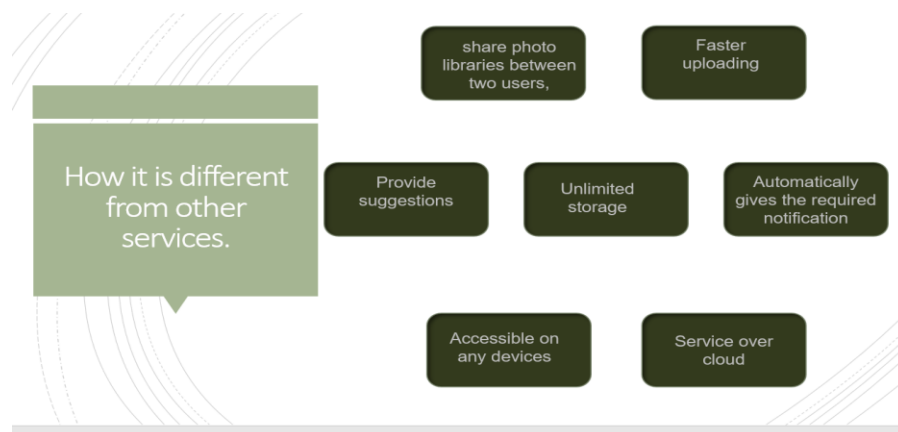 How it is different
from other
services.
share photo
libraries between
two users,
Faster
uploading
Provide
suggestions
Unlimited
storage
Automatically
gives the required
notification
Accessible on
any devices
Service over
cloud